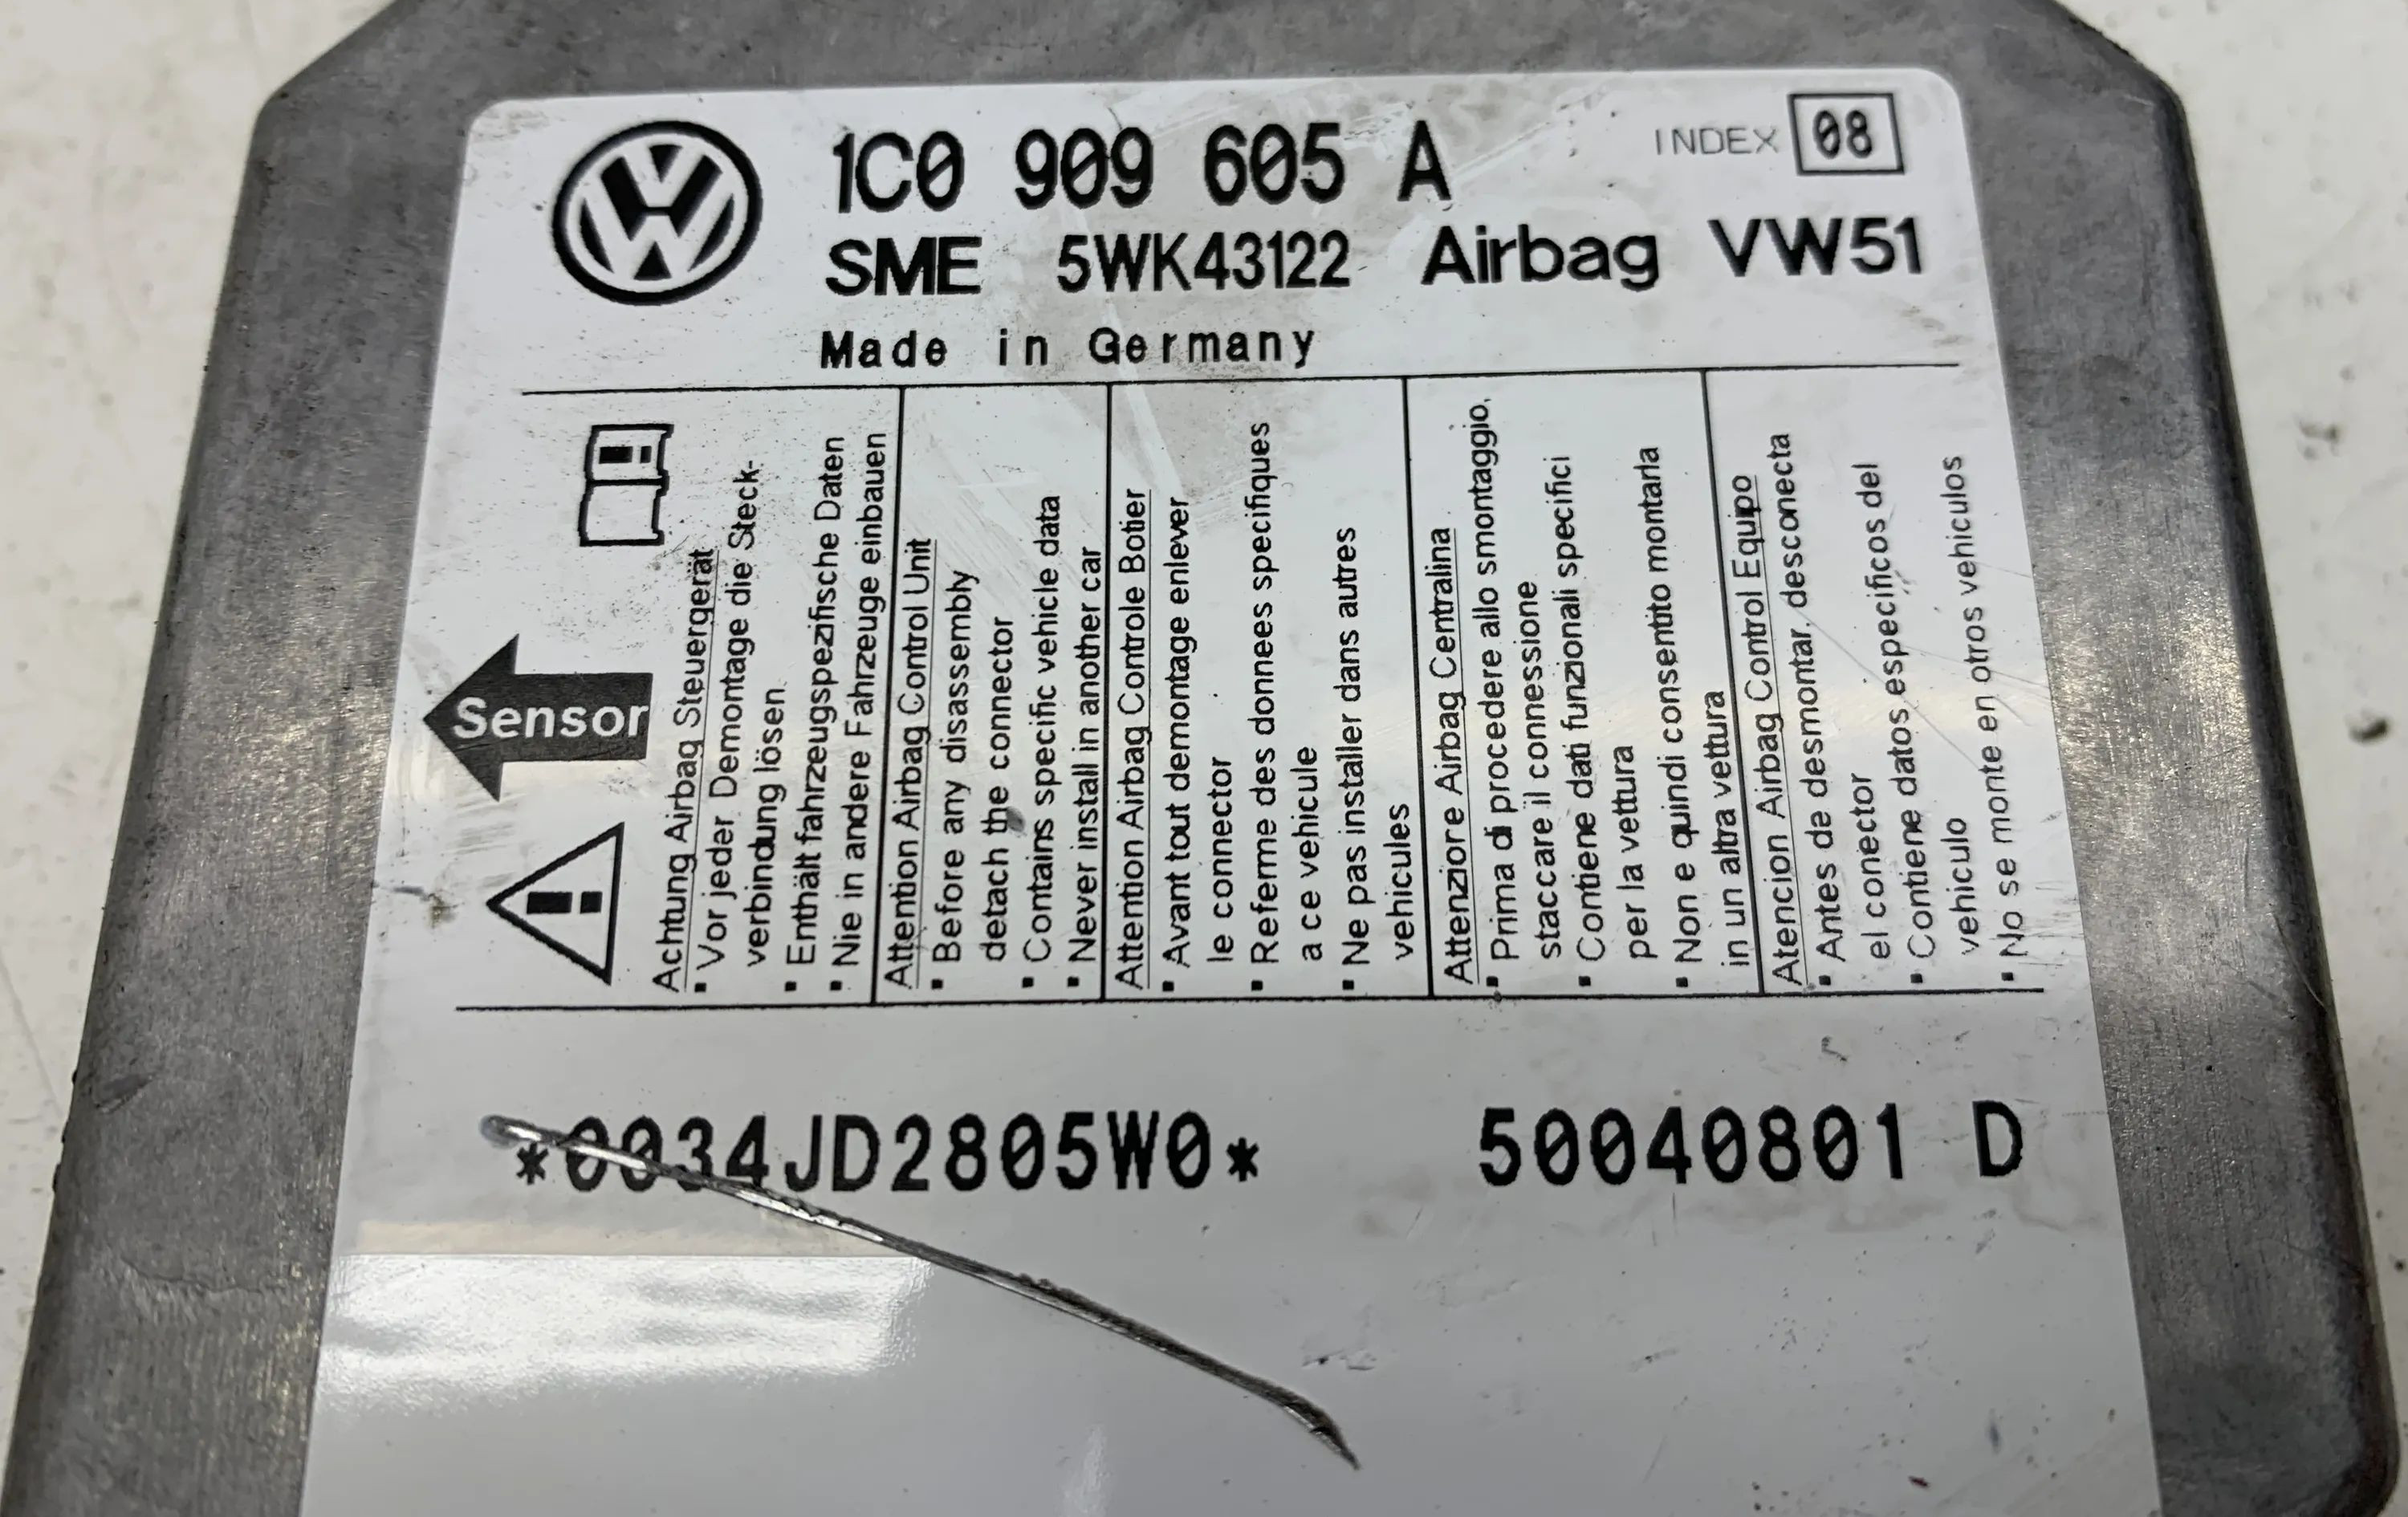 1C0 909 605 A
INDEX 08
SME 5WK43122 Airbag VW51
Made in Germany
Sensor
Achtung Airbag Steuergerät
▪ Vor jeder Demontage die Steck-
verbindung lösen.
▪ Enthält fahrzeugspezifische Daten
▪ Nie in andere Fahrzeuge einbauen
Attention Airbag Control Unit
▪ Before any disassembly
detach the connector
▪ Contains specific vehicle data
▪ Never install in another car
Attention Airbag Controle Botier
▪ Avant tout demontage enlever
le connector
▪ Referme des donnees specifiques
a ce vehicule
▪ Ne pas installer dans autres
vehicules
Attenzione Airbag Centralina
▪ Prima di procedere allo smontaggio,
staccare il connessione
▪ Contiene dati funzionali specifici
per la vettura
▪ Non e quindi consentito montarla
in un altra vettura
Atencion Airbag Control Equipo
▪ Antes de desmontar, desconecta
el conector
▪ Contiene datos especificos del
vehiculo
▪ No se monte en otros vehiculos
*0034JD2805W0* 50040801 D